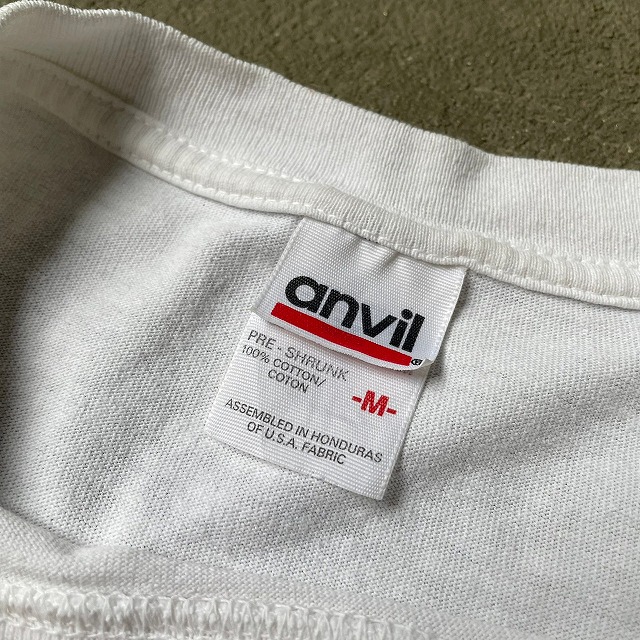 anvil®
PRE - SHRUNK
100% COTTON/
COTON
-M-
ASSEMBLED IN HONDURAS
OF U.S.A. FABRIC